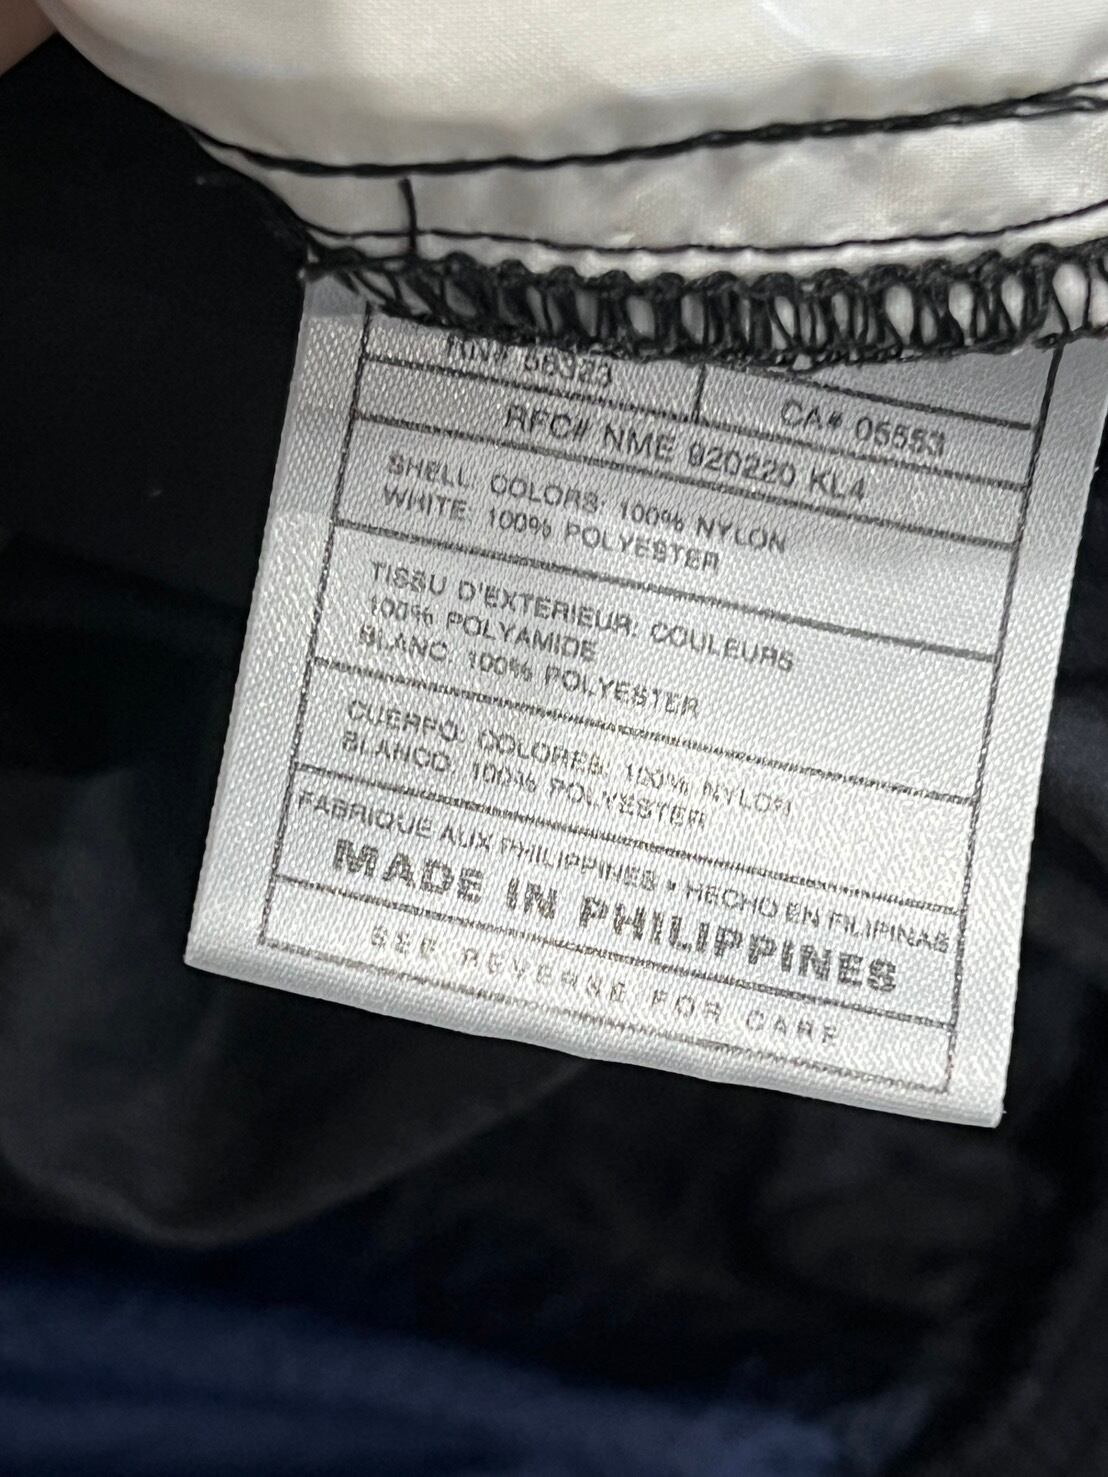 RN# 56323
CA# 05553
RFC# NME 920220 KL4
SHELL: COLORS: 100% NYLON
WHITE: 100% POLYESTER
TISSU D'EXTERIEUR: COULEURS
100% POLYAMIDE
BLANC: 100% POLYESTER
CUERPO: COLORES: 100% NYLON
BLANCO: 100% POLYESTER
FABRIQUE AUX PHILIPPINES • HECHO EN FILIPINAS
MADE IN PHILIPPINES
SEE REVERSE FOR CARE